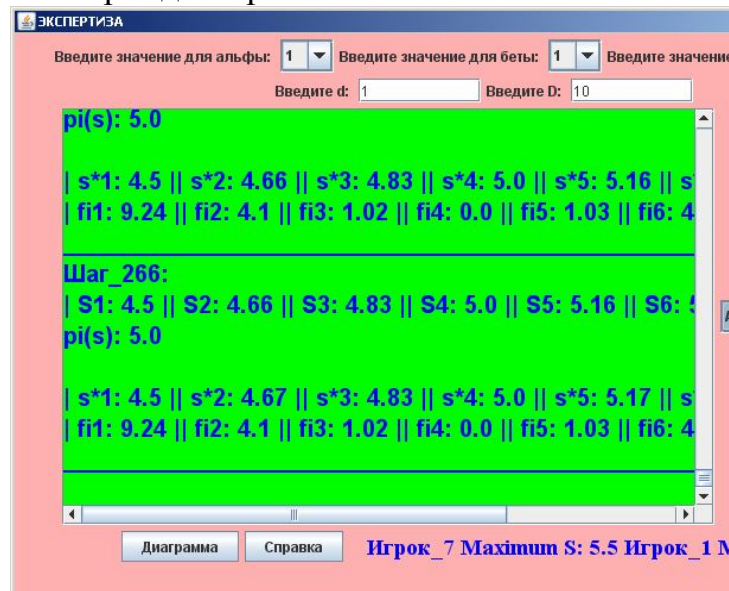 ЭКСПЕРТИЗА
Введите значение для альфы: 1 Введите значение для беты: 1 Введите
Введите d: 1 Введите D: 10
pi(s): 5.0
| s*1: 4.5 || s*2: 4.66 || s*3: 4.83 || s*4: 5.0 || s*5: 5.16 ||
| fi1: 9.24 || fi2: 4.1 || fi3: 1.02 || fi4: 0.0 || fi5: 1.03 || fi6: 4
Шаг_266:
| S1: 4.5 || S2: 4.66 || S3: 4.83 || S4: 5.0 || S5: 5.16 || S6:
pi(s): 5.0
| s*1: 4.5 || s*2: 4.67 || s*3: 4.83 || s*4: 5.0 || s*5: 5.17 ||
| fi1: 9.24 || fi2: 4.1 || fi3: 1.02 || fi4: 0.0 || fi5: 1.03 || fi6: 4
Диаграмма Справка Игрок_7 Maximum S: 5.5 Игрок_1